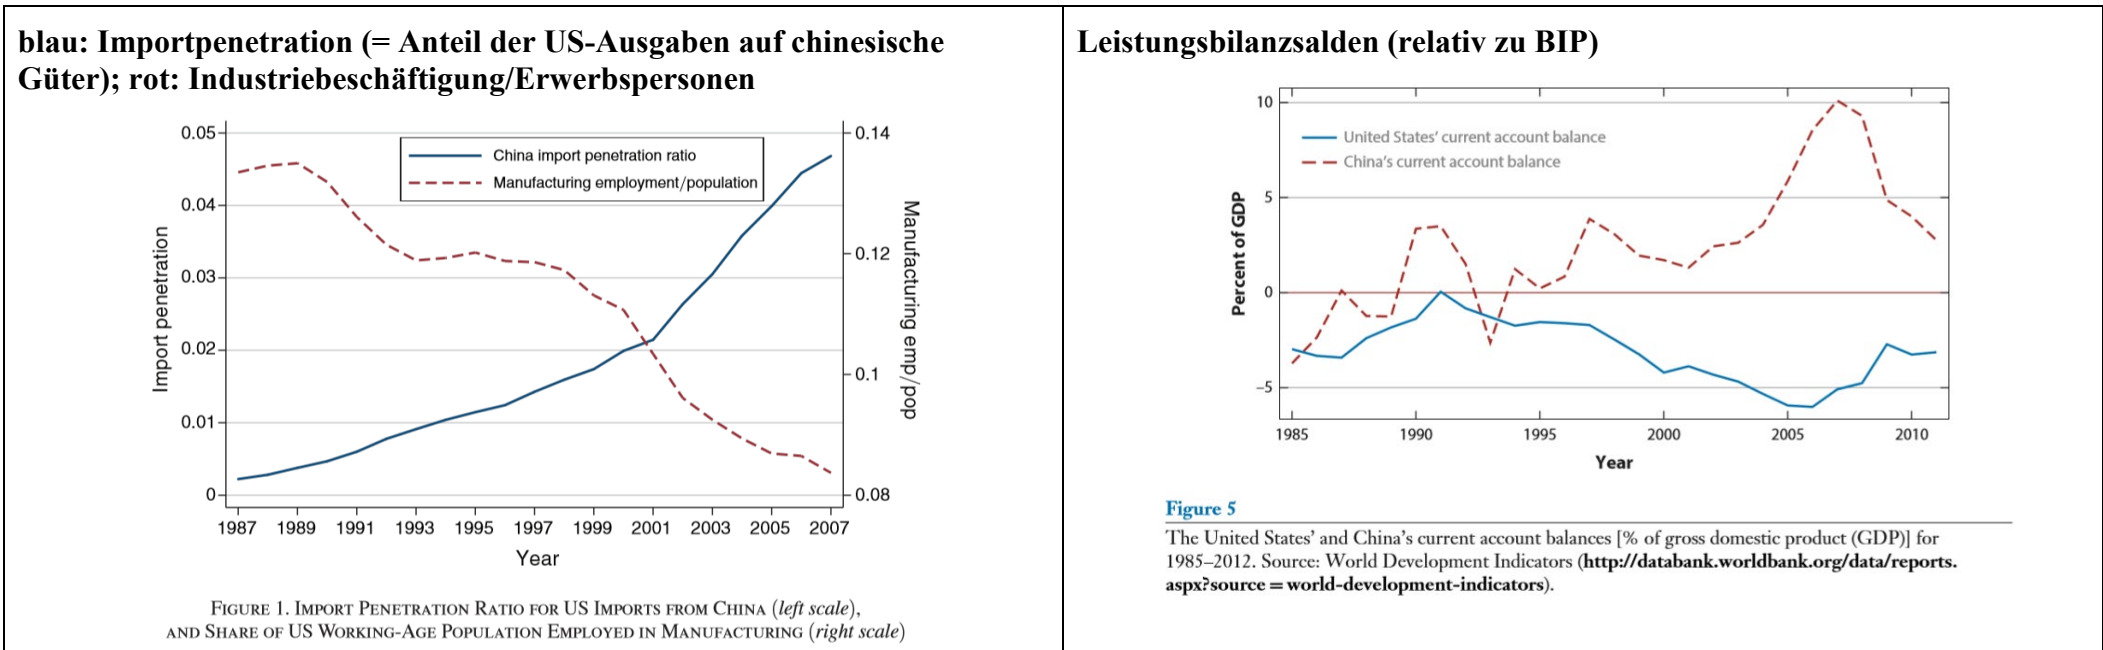 blau: Importpenetration (= Anteil der US-Ausgaben auf chinesische
Güter); rot: Industriebeschäftigung/Erwerbspersonen
0.05
0.04
0.03
0.02
0.01
0
Import penetration
China import penetration ratio
Manufacturing employment/population
0.14
0.12
0.1
0.08
Manufacturing emp/pop
1987 1989 1991 1993 1995 1997 1999 2001 2003 2005 2007
Year
FIGURE 1. IMPORT PENETRATION RATIO FOR US IMPORTS FROM CHINA (left scale),
AND SHARE OF US WORKING-AGE POPULATION EMPLOYED IN MANUFACTURING (right scale)
Leistungsbilanzsalden (relativ zu BIP)
10
5
0
–5
Percent of GDP
United States' current account balance
China's current account balance
1985 1990 1995 2000 2005 2010
Year
Figure 5
The United States' and China's current account balances [% of gross domestic product (GDP)] for
1985–2012. Source: World Development Indicators (http://databank.worldbank.org/data/reports.
aspx?source=world-development-indicators).